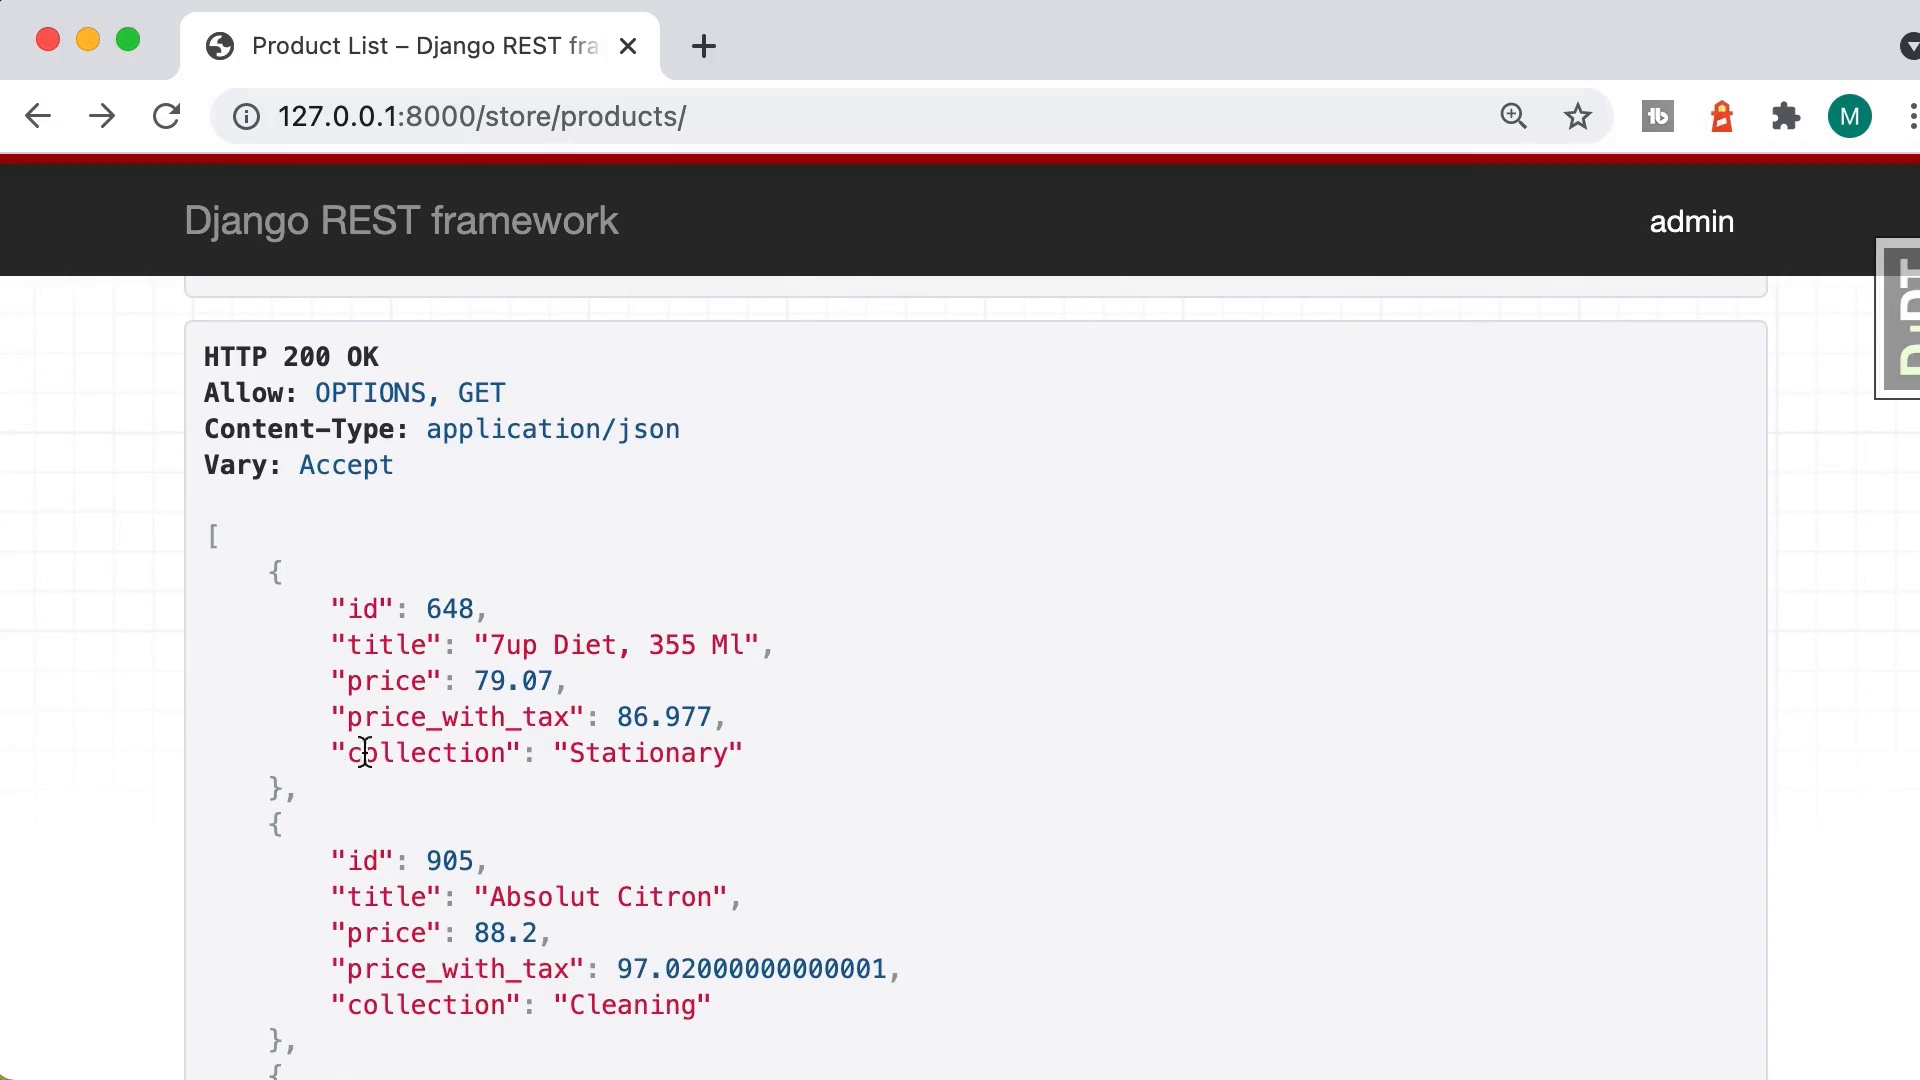 Product List – Django REST fra
127.0.0.1:8000/store/products/
M
Django REST framework
admin
HTTP 200 OK
Allow: OPTIONS, GET
Content-Type: application/json
Vary: Accept
[
    {
        "id": 648,
        "title": "7up Diet, 355 Ml",
        "price": 79.07,
        "price_with_tax": 86.977,
        "collection": "Stationary"
    },
    {
        "id": 905,
        "title": "Absolut Citron",
        "price": 88.2,
        "price_with_tax": 97.02000000000001,
        "collection": "Cleaning"
    },
    {